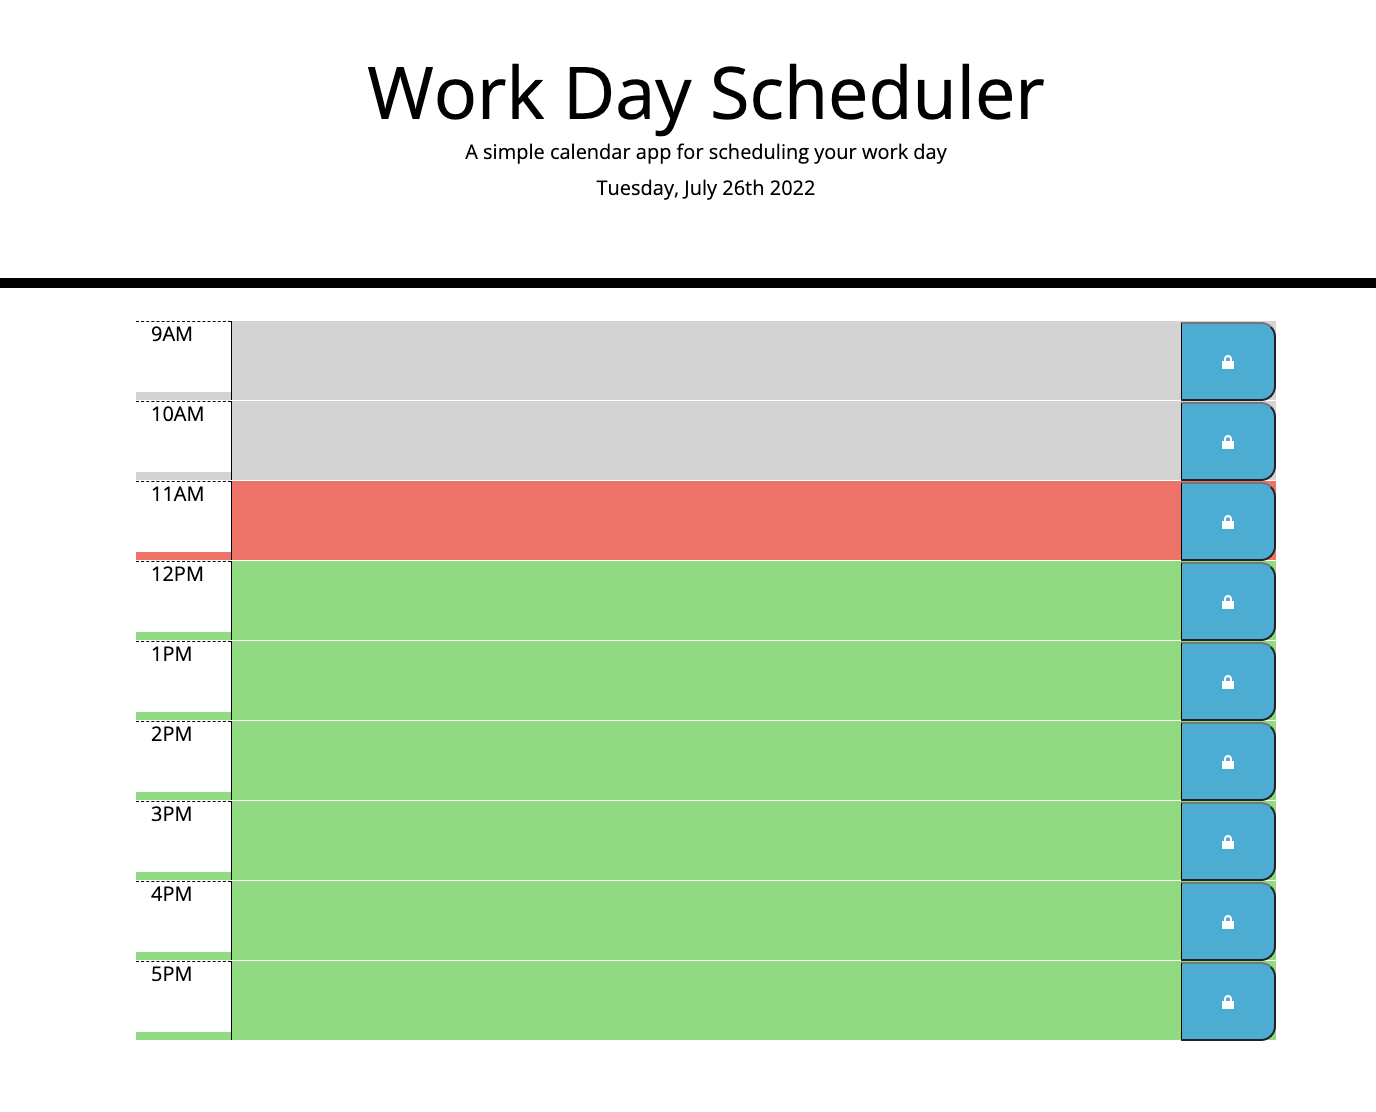 Work Day Scheduler
A simple calendar app for scheduling your work day
Tuesday, July 26th 2022
9AM
10AM
11AM
12PM
1PM
2PM
3PM
4PM
5PM